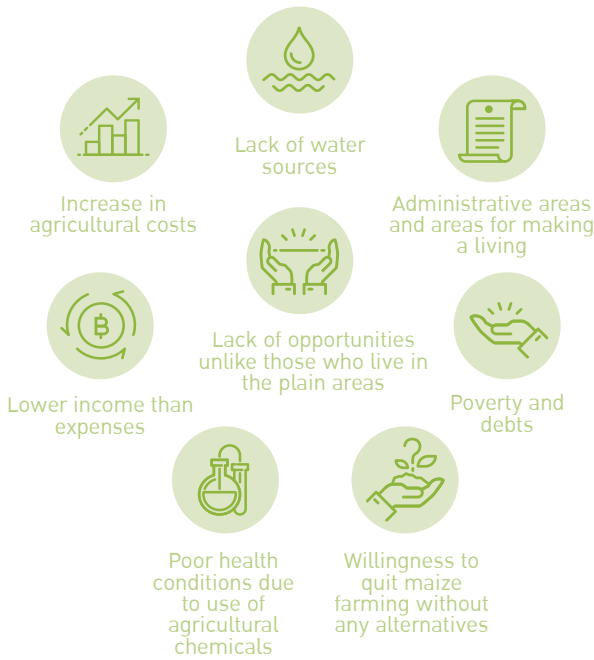 Lack of water
sources
Increase in
agricultural costs
Administrative areas
and areas for making
a living
Lack of opportunities
unlike those who live in
the plain areas
Lower income than
expenses
Poverty and
debts
Poor health
conditions due
to use of
agricultural
chemicals
Willingness to
quit maize
farming without
any alternatives